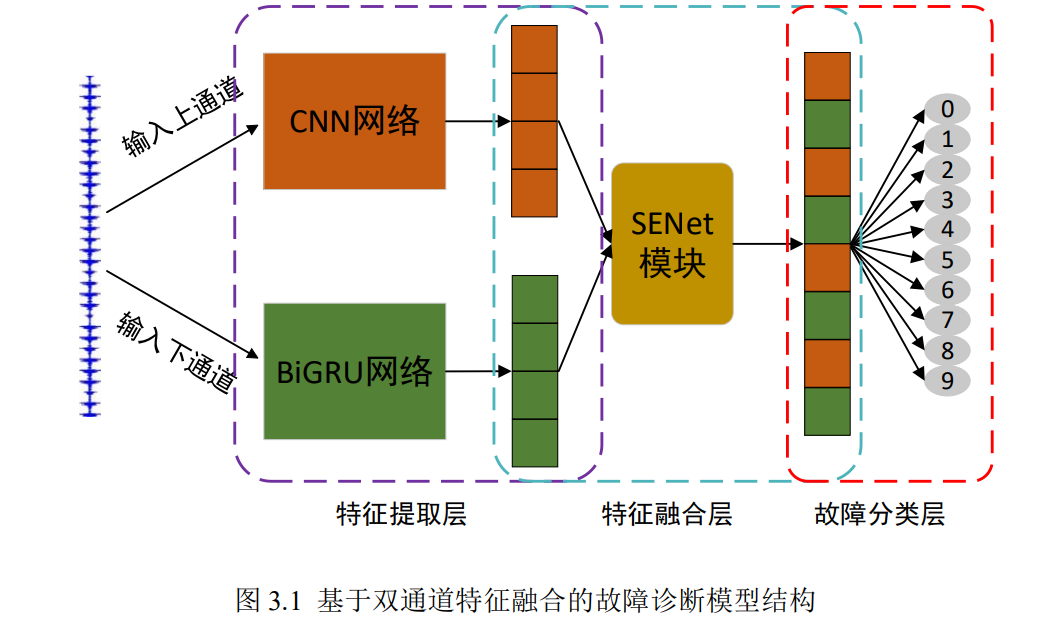 输入上通道
CNN网络
SENet
模块
输入下通道
BiGRU网络
0
1
2
3
4
5
6
7
8
9
特征提取层
特征融合层
故障分类层
图 3.1 基于双通道特征融合的故障诊断模型结构